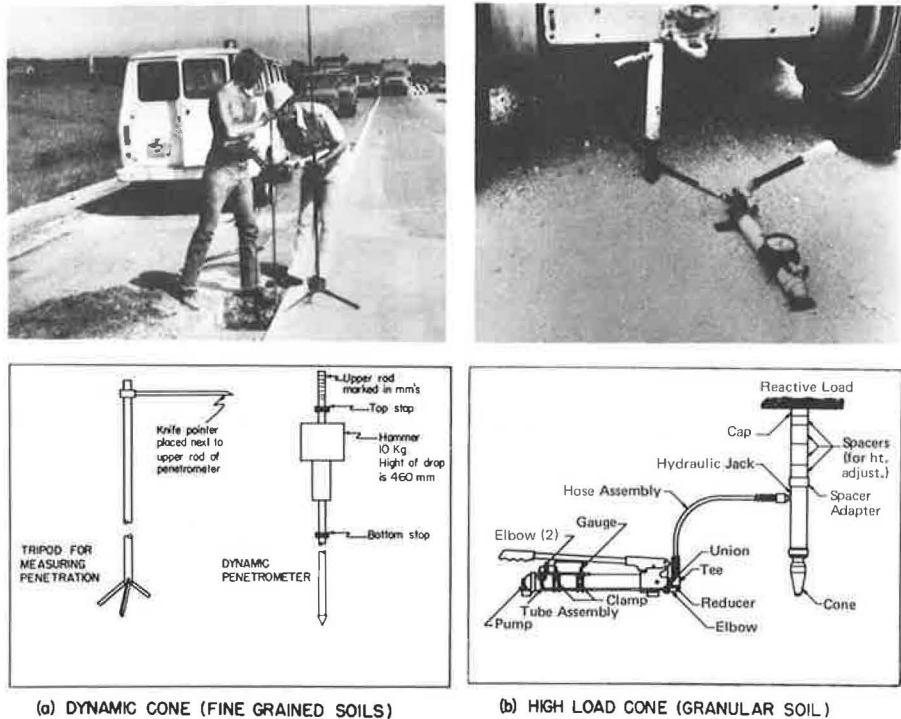 Upper rod
marked in mm's
Top stop
Hammer
10 Kg
Hight of drop
is 460 mm
Bottom stop
Knife pointer
placed next to
upper rod of
penetrometer
TRIPOD FOR
MEASURING
PENETRATION
DYNAMIC
PENETROMETER
(a) DYNAMIC CONE (FINE GRAINED SOILS)
Reactive Load
Cap
Spacers
(for ht.
adjust.)
Hydraulic Jack
Hose Assembly
Spacer
Adapter
Gauge
Elbow (2)
Union
Tee
Clamp
Reducer
Tube Assembly
Cone
Pump
Elbow
(b) HIGH LOAD CONE (GRANULAR SOIL)